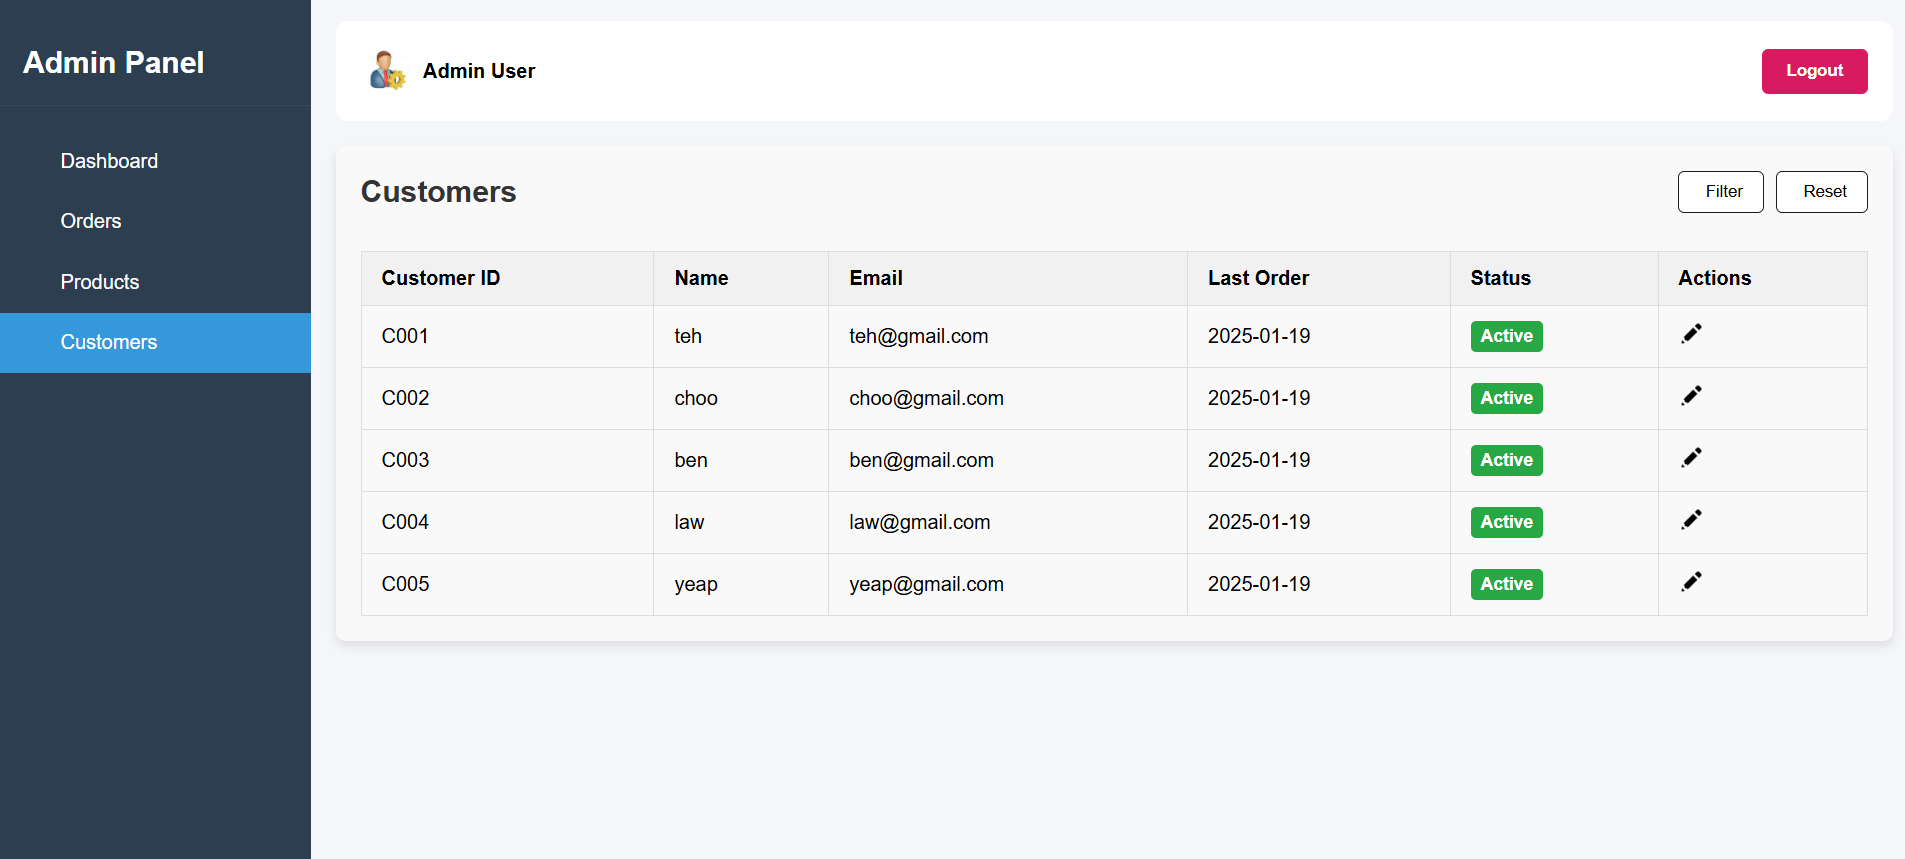 Admin Panel
Dashboard
Orders
Products
Customers
Admin User
Logout
Customers
Filter
Reset
Customer ID Name Email Last Order Status Actions
C001 teh teh@gmail.com 2025-01-19 Active
C002 choo choo@gmail.com 2025-01-19 Active
C003 ben ben@gmail.com 2025-01-19 Active
C004 law law@gmail.com 2025-01-19 Active
C005 yeap yeap@gmail.com 2025-01-19 Active